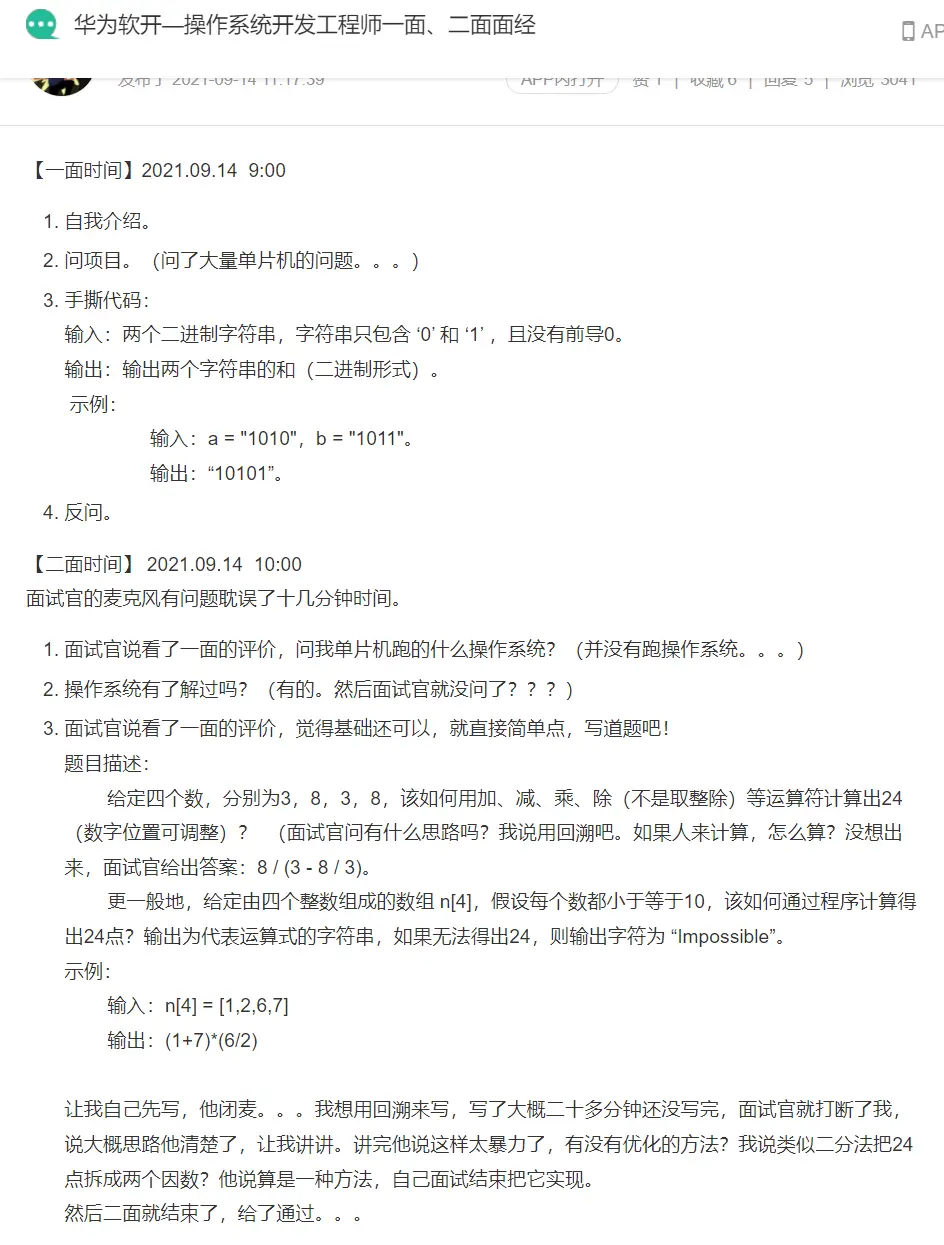 华为软开—操作系统开发工程师一面、二面面经
AP
发布于 2021-09-14 11:17:39 APP内打开 赞 1 | 收藏 6 | 回复 5 | 浏览 3041
【一面时间】2021.09.14 9:00
1. 自我介绍。
2. 问项目。（问了大量单片机的问题。。。）
3. 手撕代码：
输入：两个二进制字符串，字符串只包含 ‘0’ 和 ‘1’ ，且没有前导0。
输出：输出两个字符串的和（二进制形式）。
示例：
输入：a = "1010"，b = "1011"。
输出：“10101”。
4. 反问。
【二面时间】 2021.09.14 10:00
面试官的麦克风有问题耽误了十几分钟时间。
1. 面试官说看了一面的评价，问我单片机跑的什么操作系统？（并没有跑操作系统。。。）
2. 操作系统有了解过吗？（有的。然后面试官就没问了？？？）
3. 面试官说看了一面的评价，觉得基础还可以，就直接简单点，写道题吧！
题目描述：
给定四个数，分别为3，8，3，8，该如何用加、减、乘、除（不是取整除）等运算符计算出24
（数字位置可调整）？ （面试官问有什么思路吗？我说用回溯吧。如果人来计算，怎么算？没想出
来，面试官给出答案：8 / (3 - 8 / 3)。
更一般地，给定由四个整数组成的数组 n[4]，假设每个数都小于等于10，该如何通过程序计算得
出24点？输出为代表运算式的字符串，如果无法得出24，则输出字符为 “Impossible”。
示例：
输入：n[4] = [1,2,6,7]
输出：(1+7)*(6/2)
让我自己先写，他闭麦。。。我想用回溯来写，写了大概二十多分钟还没写完，面试官就打断了我，
说大概思路他清楚了，让我讲讲。讲完他说这样太暴力了，有没有优化的方法？我说类似二分法把24
点拆成两个因数？他说算是一种方法，自己面试结束把它实现。
然后二面就结束了，给了通过。。。